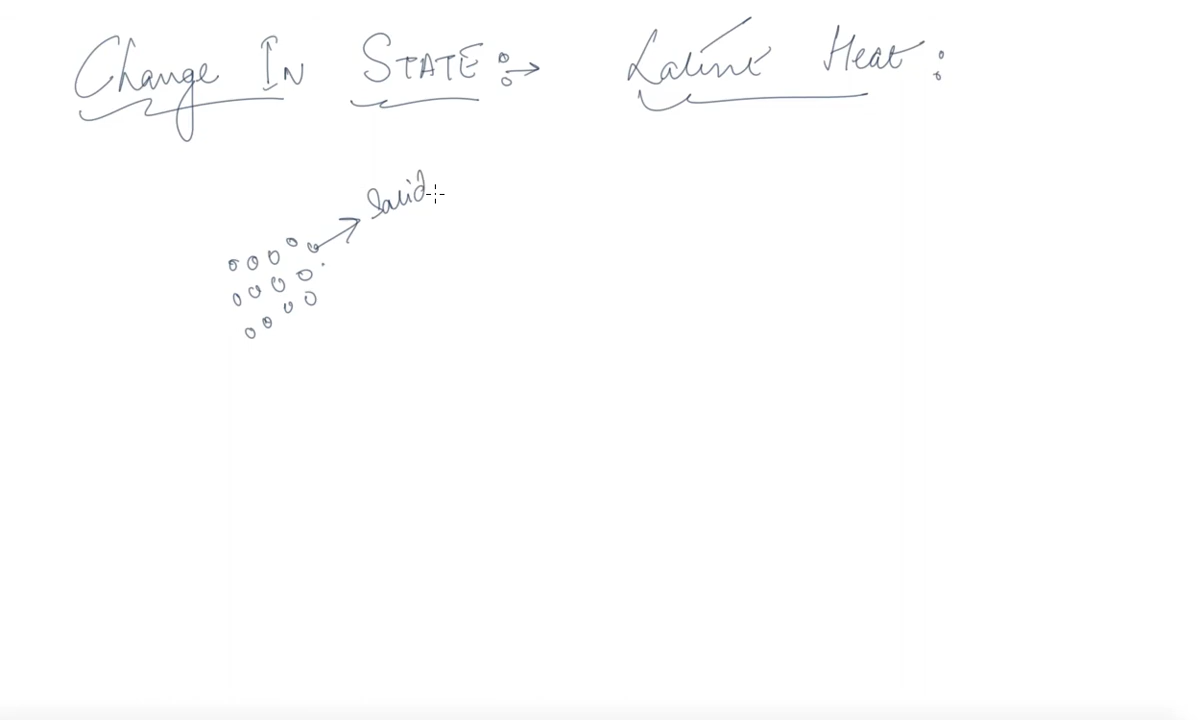 Change In STATE :→ Latent Heat :
Solid